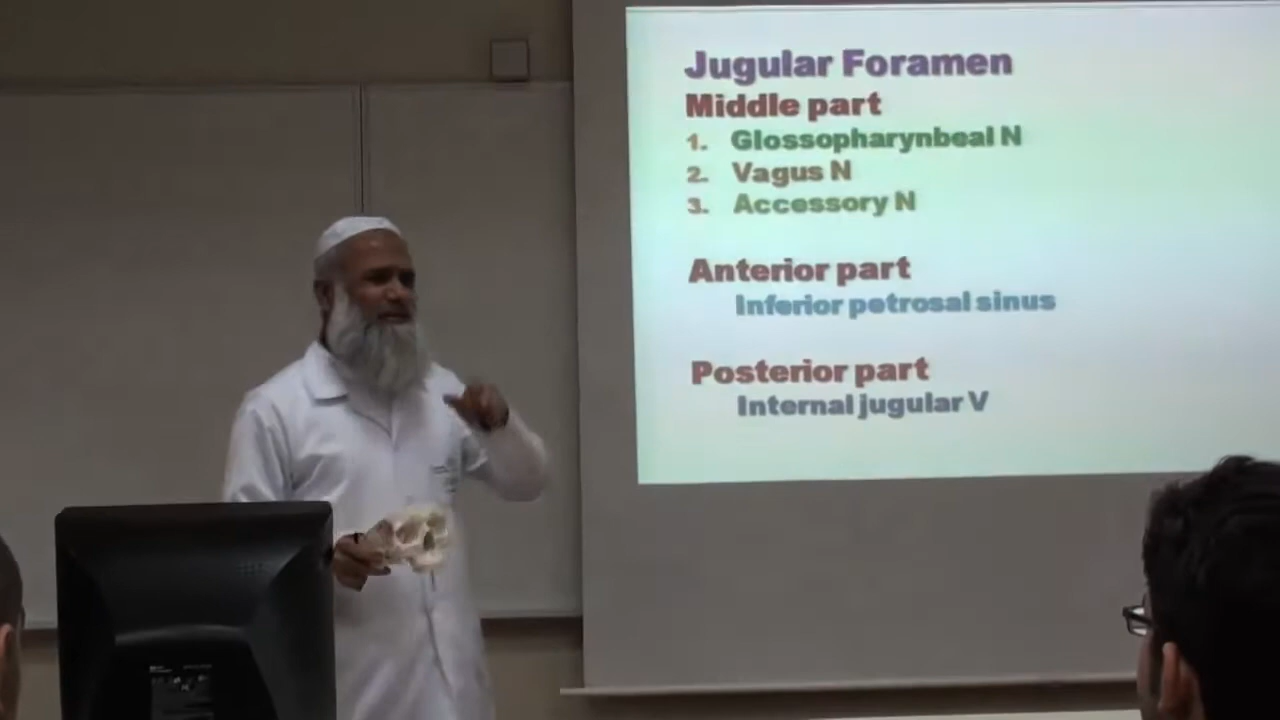 Jugular Foramen
Middle part
1. Glossopharynbeal N
2. Vagus N
3. Accessory N
Anterior part
Inferior petrosal sinus
Posterior part
Internal jugular V